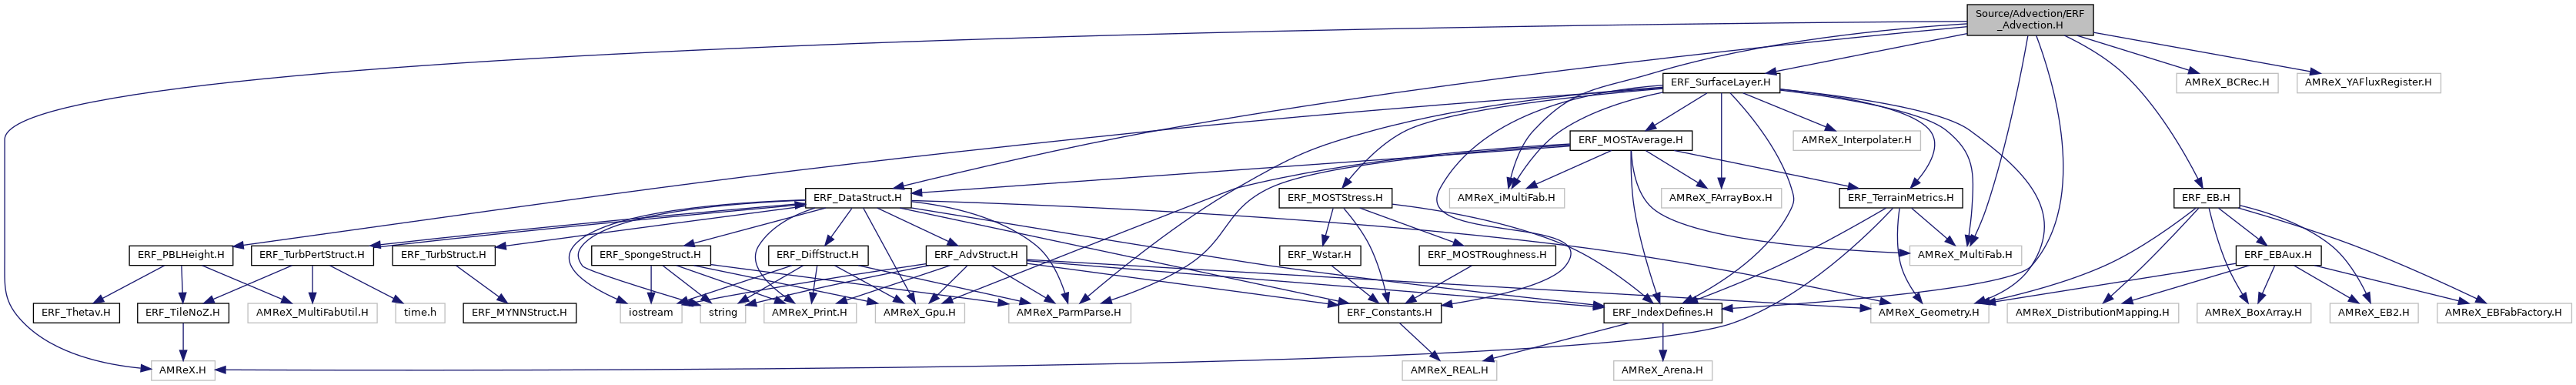 Source/Advection/ERF
_Advection.H
ERF_SurfaceLayer.H
AMReX_BCRec.H
AMReX_YAFluxRegister.H
ERF_MOSTAverage.H
AMReX_Interpolater.H
ERF_DataStruct.H
ERF_MOSTStress.H
AMReX_iMultiFab.H
AMReX_FArrayBox.H
ERF_TerrainMetrics.H
ERF_EB.H
ERF_PBLHeight.H
ERF_TurbPertStruct.H
ERF_TurbStruct.H
ERF_SpongeStruct.H
ERF_DiffStruct.H
ERF_AdvStruct.H
ERF_Wstar.H
ERF_MOSTRoughness.H
AMReX_MultiFab.H
ERF_EBAux.H
ERF_Thetav.H
ERF_TileNoZ.H
AMReX_MultiFabUtil.H
time.h
ERF_MYNNStruct.H
iostream
string
AMReX_Print.H
AMReX_Gpu.H
AMReX_ParmParse.H
ERF_Constants.H
ERF_IndexDefines.H
AMReX_Geometry.H
AMReX_DistributionMapping.H
AMReX_BoxArray.H
AMReX_EB2.H
AMReX_EBFabFactory.H
AMReX.H
AMReX_REAL.H
AMReX_Arena.H